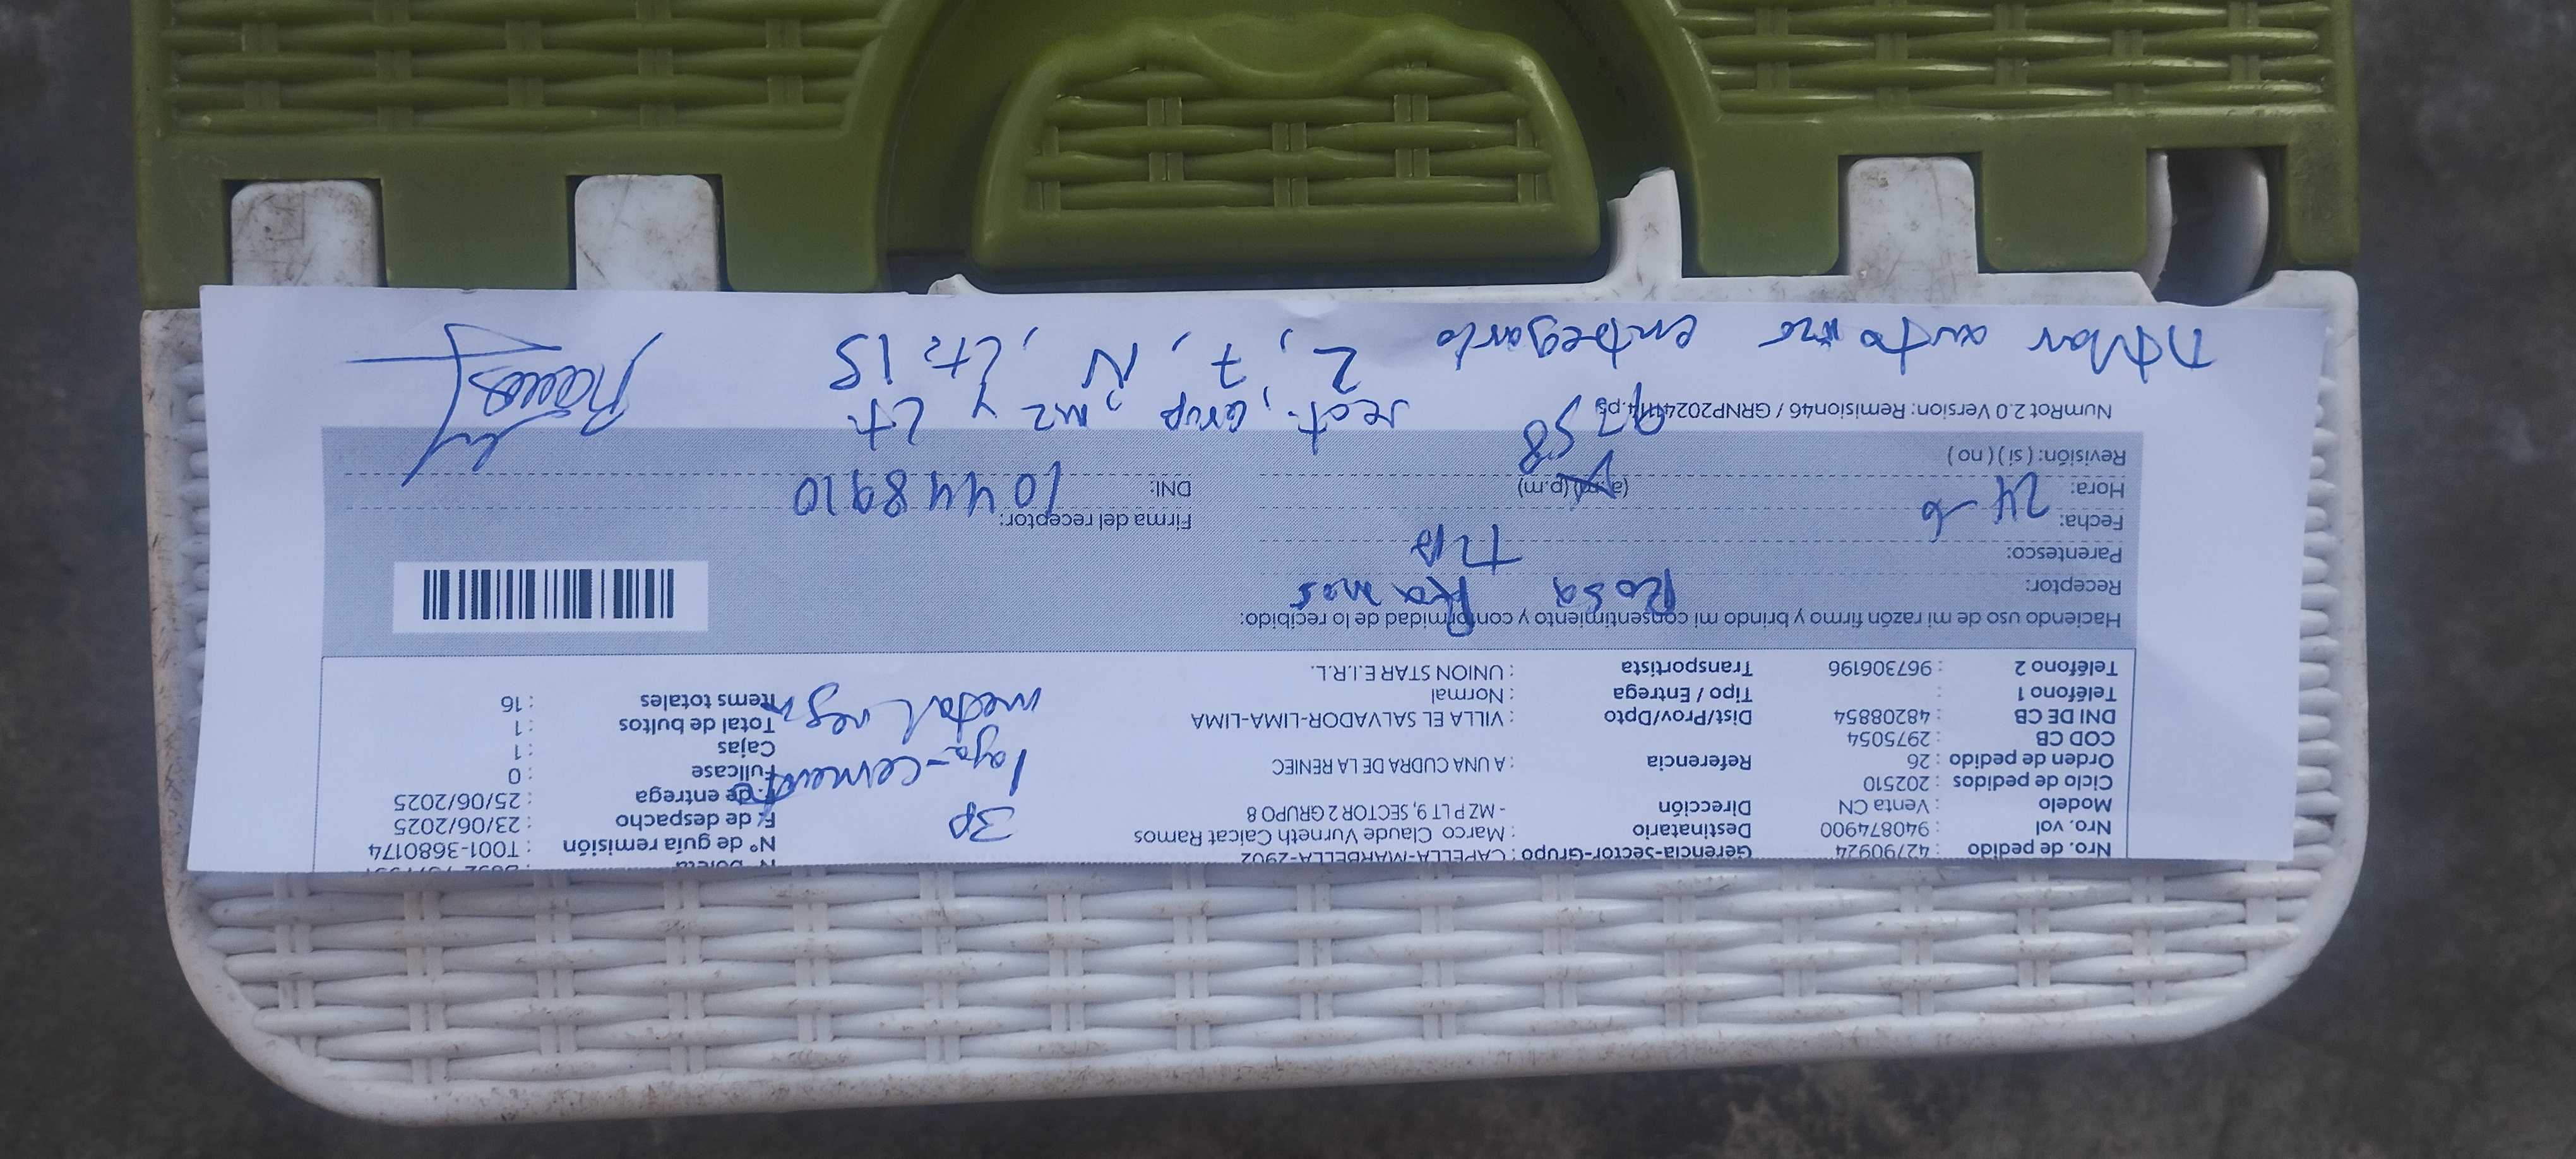 Nro. de pedido : 42790924 Gerencia-Sector-Grupo : CAPELLA-MARBELLA-2902 N° boleta
Nro. vol : 940874900 Destinatario : Marco Claude Vurneth Caicat Ramos N° de guía remisión : T001-3680174
Modelo : Venta CN Dirección - MZ P LT 9, SECTOR 2 GRUPO 8 3p F. de despacho : 23/06/2025
Ciclo de pedidos : 202510 F. de entrega : 25/06/2025
Orden de pedido : 26 Referencia : A UNA CUDRA DE LA RENIEC Fullcase : 0
COD CB : 2975054 Cajas : 1
DNI DE CB : 48208854 Dist/Prov/Dpto : VILLA EL SALVADOR-LIMA-LIMA Total de bultos : 1
Teléfono 1 : Tipo / Entrega : Normal Items totales : 16
Teléfono 2 : 967306196 Transportista : UNION STAR E.I.R.L.
metal negra
Haciendo uso de mi razón firmo y brindo mi consentimiento y conformidad de lo recibido:
Receptor: Rosa Ramos
Parentesco:
Fecha: 24-6 Firma del receptor:
Hora: (a.m) (p.m) DNI: 10448910
Revisión: ( si ) ( no ) 58
NumRot 2.0 Version: Remision46 / sect, Grup, mz y Lt.
Titular autorizo entregarlo 2, 7, N, Lt: 15